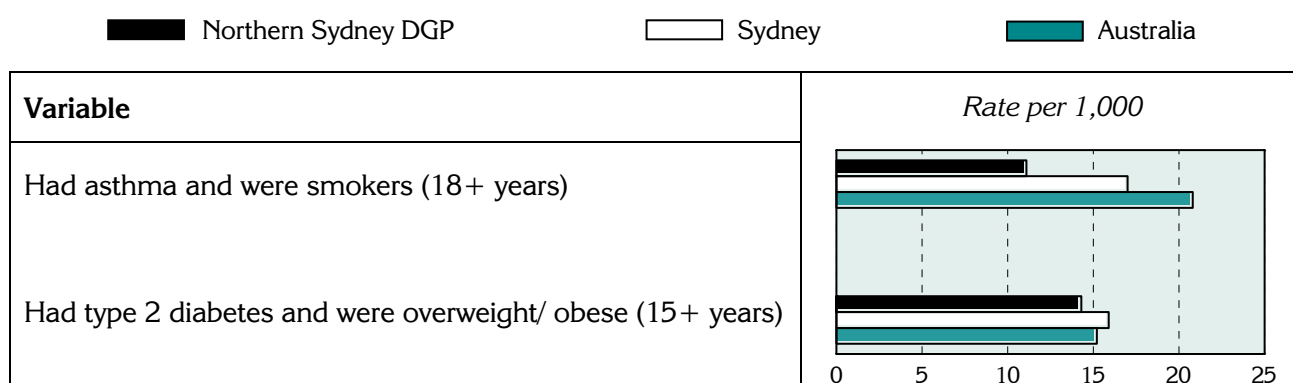 Northern Sydney DGP Sydney Australia
Variable Rate per 1,000
Had asthma and were smokers (18+ years)
Had type 2 diabetes and were overweight/ obese (15+ years)
0 5 10 15 20 25